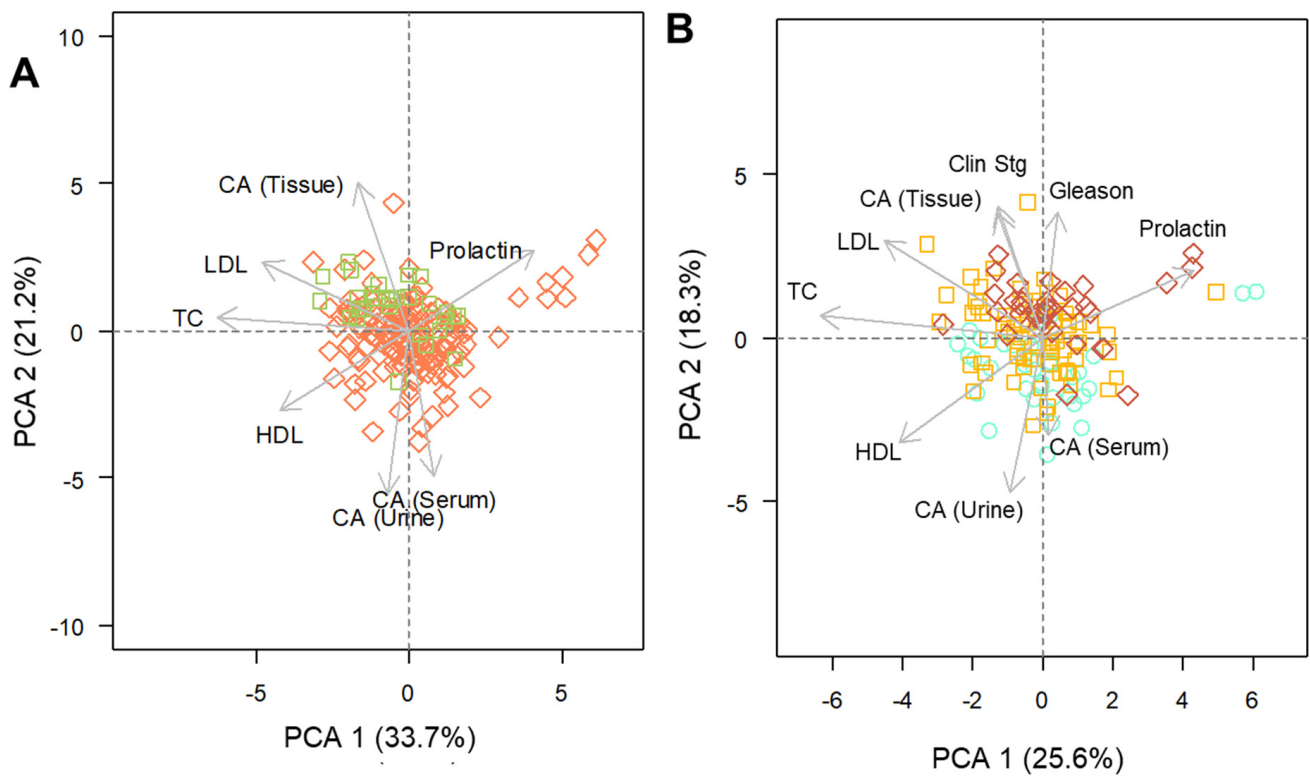 A
10
5
0
-5
-10
CA (Tissue)
LDL
Prolactin
TC
HDL
CA (Serum)
CA (Urine)
-5 0 5
PCA 1 (33.7%)
PCA 2 (21.2%)
B
5
0
-5
Clin Stg
Gleason
CA (Tissue)
Prolactin
LDL
TC
HDL
CA (Serum)
CA (Urine)
-6 -4 -2 0 2 4 6
PCA 1 (25.6%)
PCA 2 (18.3%)